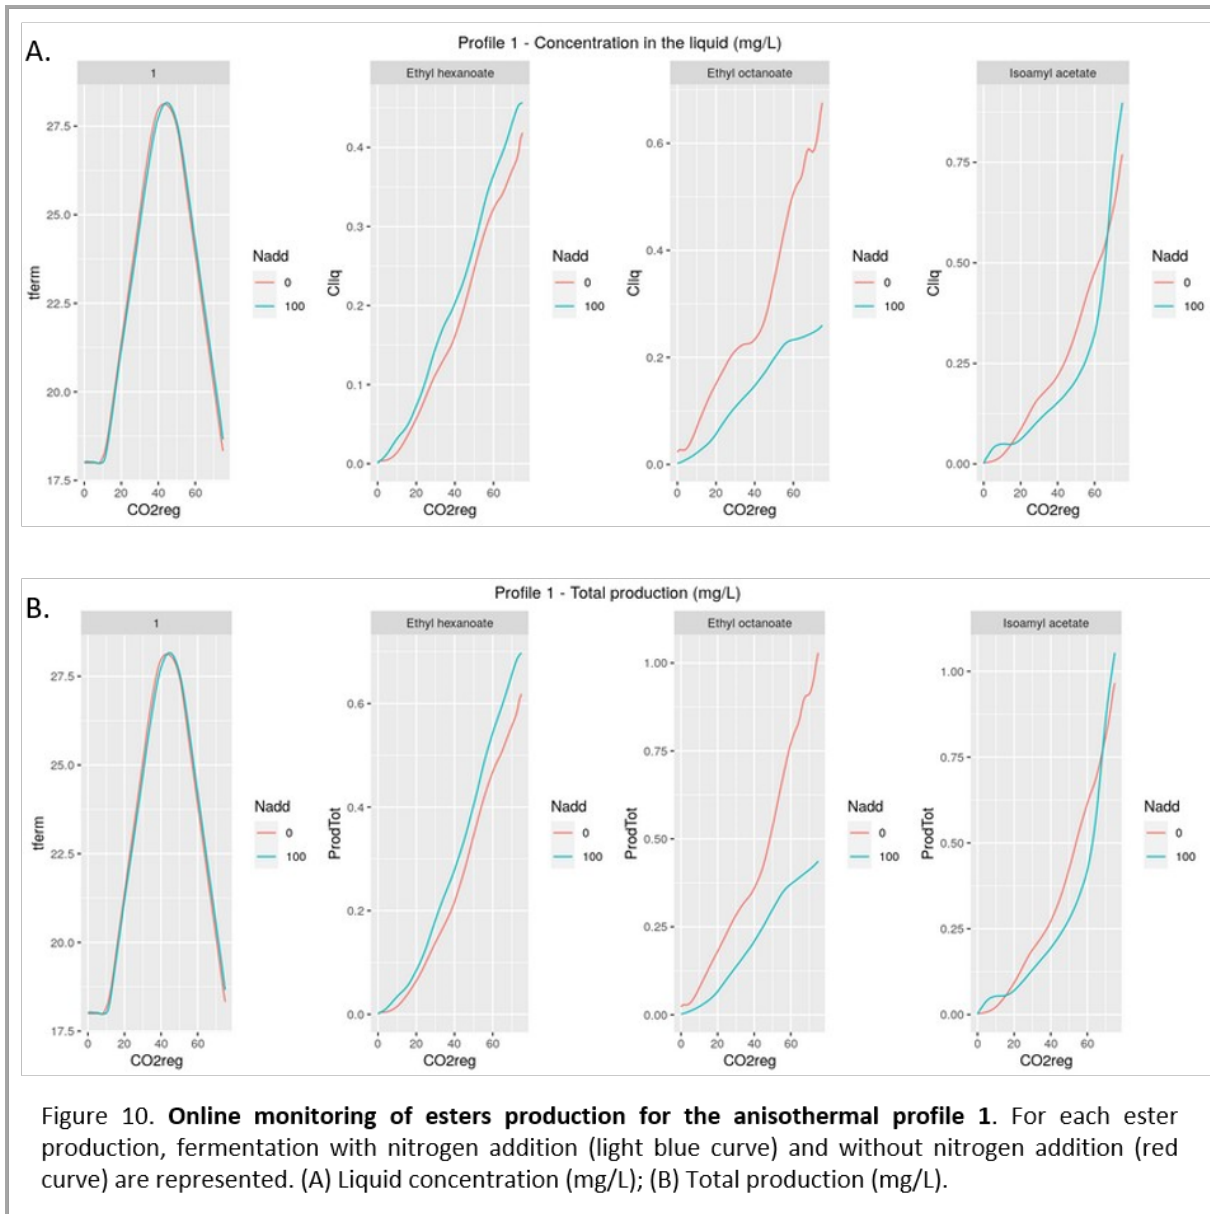 A.
Profile 1 - Concentration in the liquid (mg/L)
1
27.5
25.0
22.5
20.0
17.5
tferm
0 20 40 60
CO2reg
Nadd
0
100
Ethyl hexanoate
0.4
0.3
0.2
0.1
0.0
Cliq
0 20 40 60
CO2reg
Nadd
0
100
Ethyl octanoate
0.6
0.4
0.2
0.0
Cliq
0 20 40 60
CO2reg
Nadd
0
100
Isoamyl acetate
0.75
0.50
0.25
0.00
Cliq
0 20 40 60
CO2reg
Nadd
0
100
B.
Profile 1 - Total production (mg/L)
1
27.5
25.0
22.5
20.0
17.5
tferm
0 20 40 60
CO2reg
Nadd
0
100
Ethyl hexanoate
0.6
0.4
0.2
0.0
ProdTot
0 20 40 60
CO2reg
Nadd
0
100
Ethyl octanoate
1.00
0.75
0.50
0.25
0.00
ProdTot
0 20 40 60
CO2reg
Nadd
0
100
Isoamyl acetate
1.00
0.75
0.50
0.25
0.00
ProdTot
0 20 40 60
CO2reg
Nadd
0
100
Figure 10. Online monitoring of esters production for the anisothermal profile 1. For each ester
production, fermentation with nitrogen addition (light blue curve) and without nitrogen addition (red
curve) are represented. (A) Liquid concentration (mg/L); (B) Total production (mg/L).